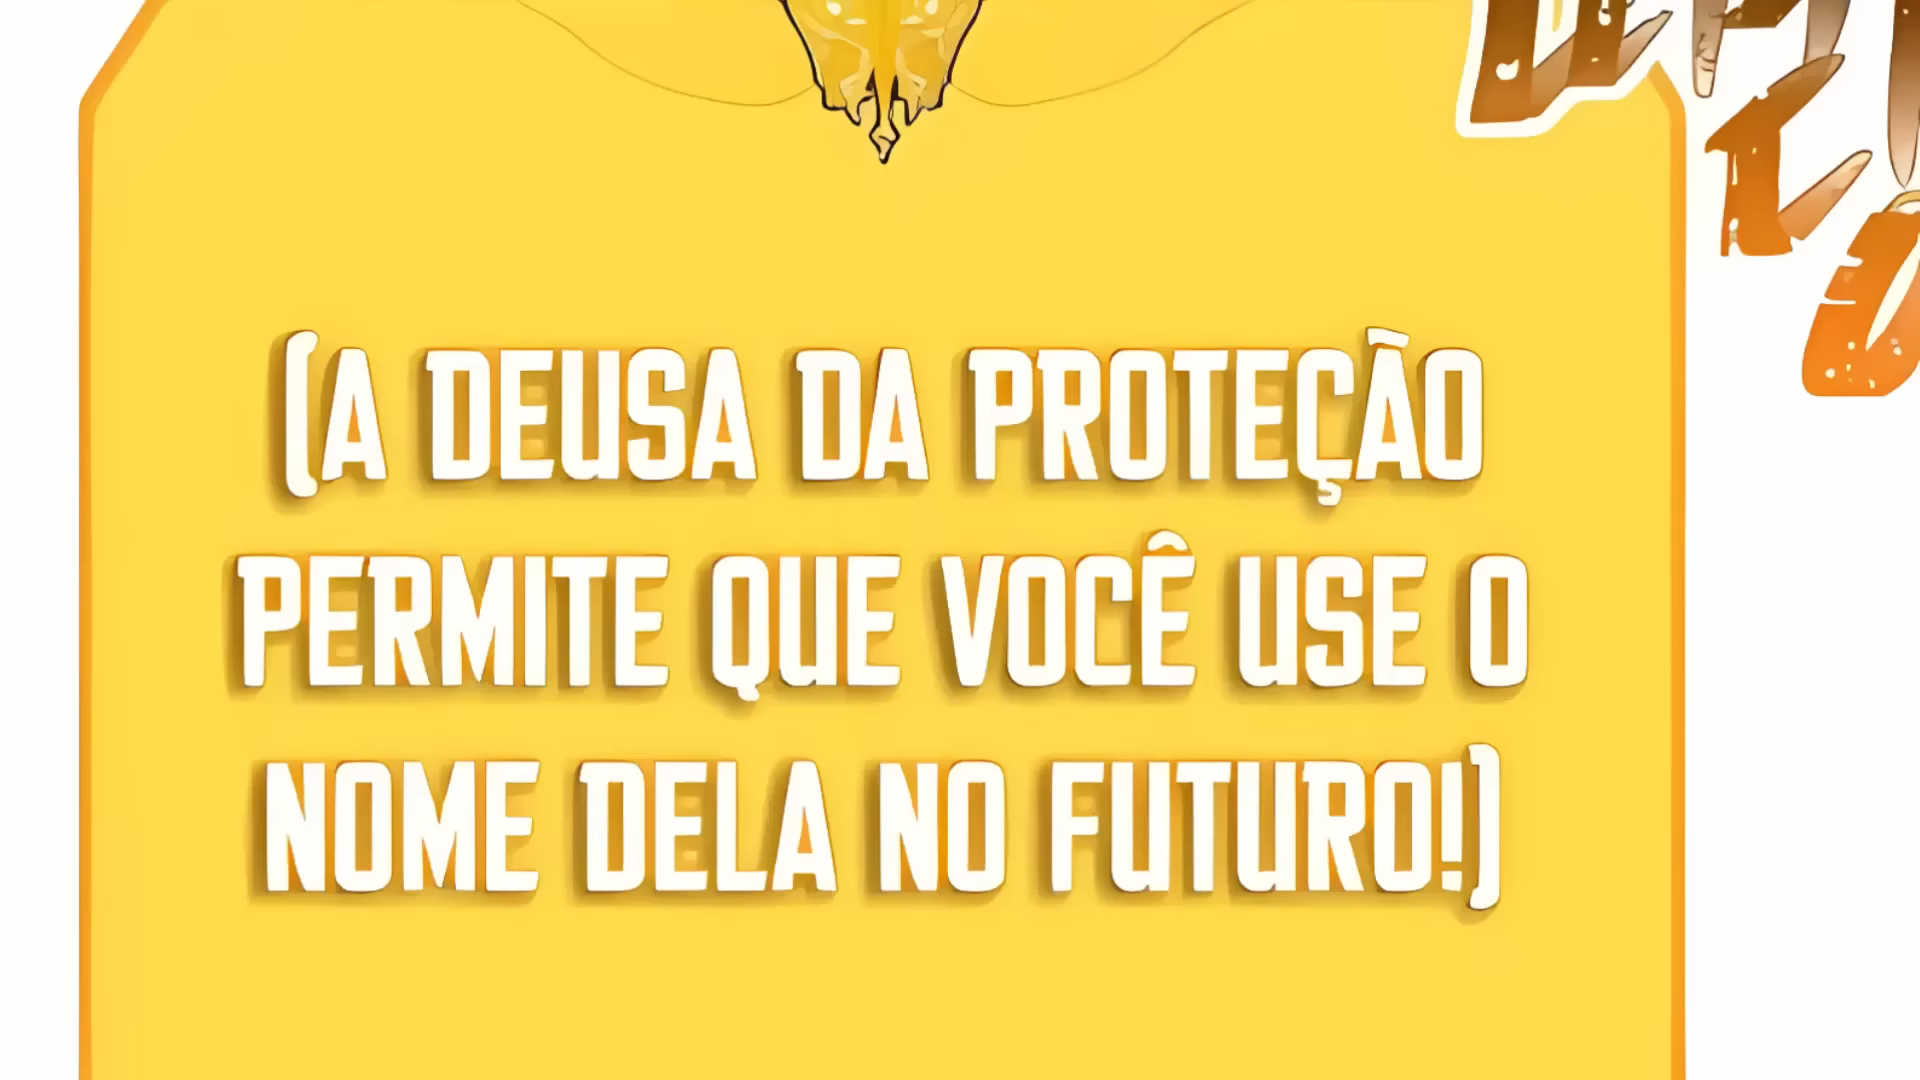 (A DEUSA DA PROTEÇÃO
PERMITE QUE VOCÊ USE O
NOME DELA NO FUTURO!)